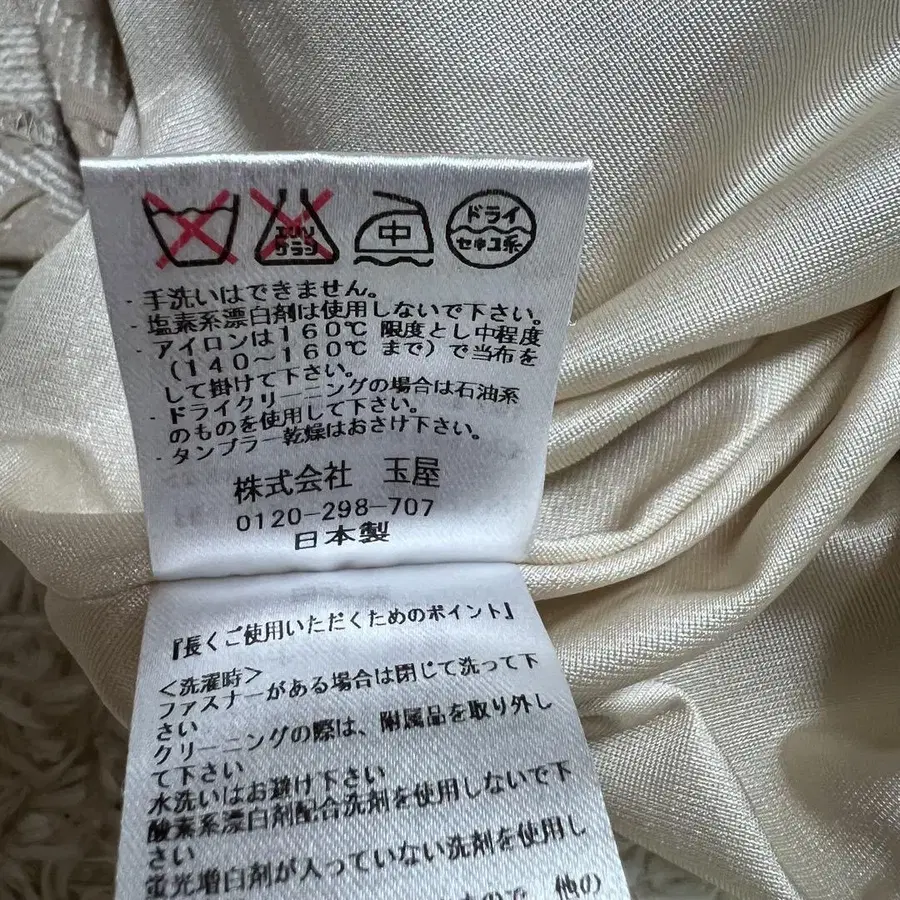 エンソ
サラシ
中
ドライ
セキユ系
・手洗いはできません。
・塩素系漂白剤は使用しないで下さい。
・アイロンは160℃ 限度とし中程度
(140～160℃ まで)で当布を
して掛けて下さい。
・ドライクリーニングの場合は石油系
のものを使用して下さい。
・タンブラー乾燥はおさけ下さい。
株式会社 玉屋
0120-298-707
日本製
『長くご使用いただくためのポイント』
<洗濯時>
ファスナーがある場合は閉じて洗って下
さい
クリーニングの際は、附属品を取り外し
て下さい
水洗いはお避け下さい
酸素系漂白剤配合洗剤を使用しないで下
さい
蛍光増白剤が入っていない洗剤を使用し
ので、他の